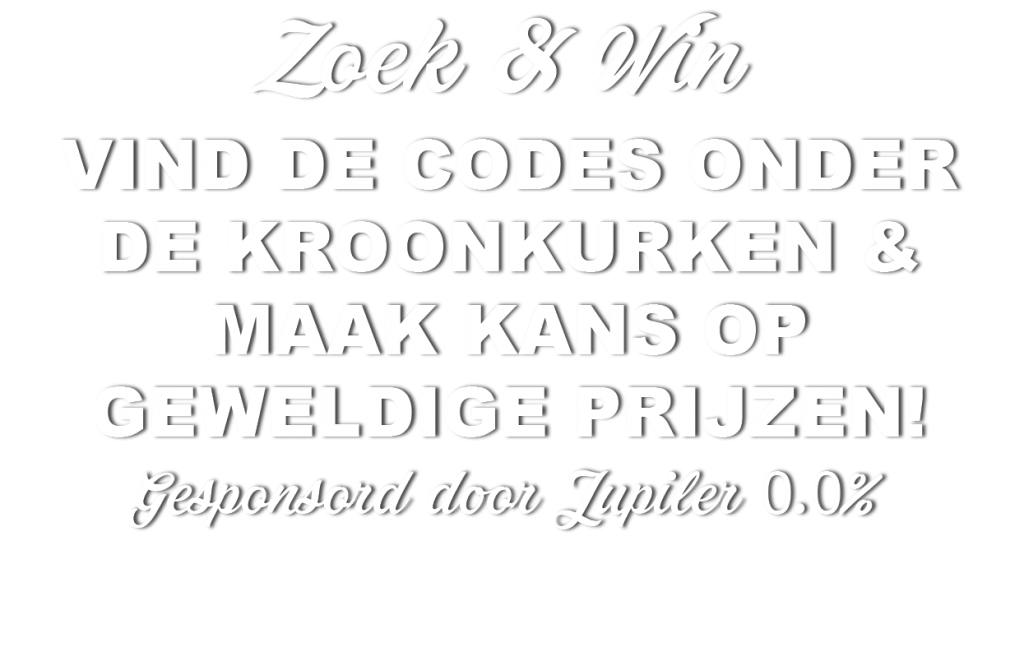 Zoek & Win
VIND DE CODES ONDER
DE KROONKURKEN &
MAAK KANS OP
GEWELDIGE PRIJZEN!
Gesponsord door Jupiler 0.0%